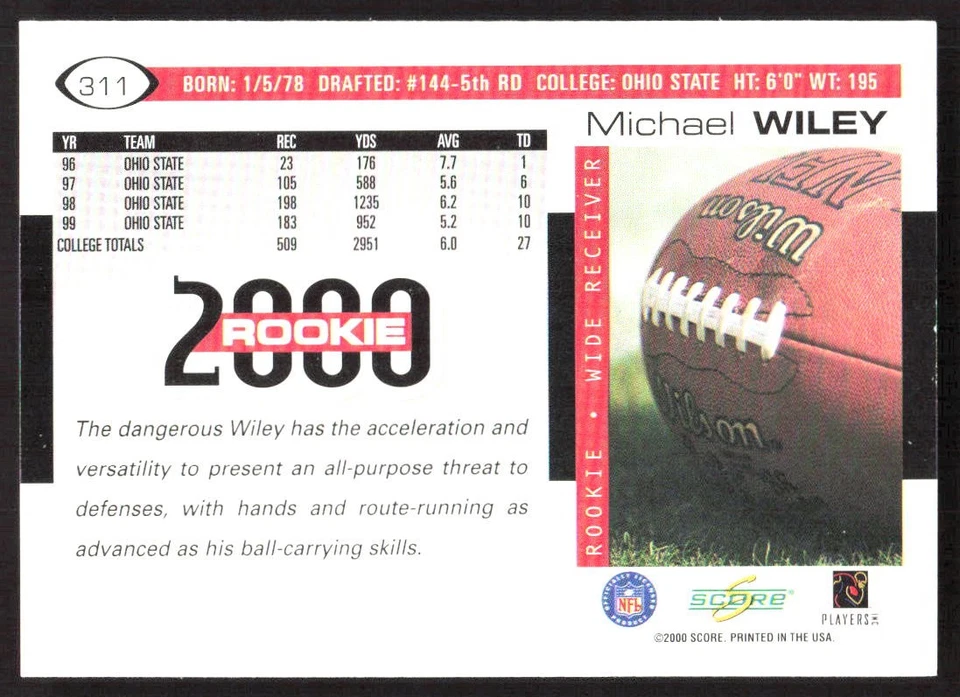 311
BORN: 1/5/78 DRAFTED: #144-5th RD COLLEGE: OHIO STATE HT: 6'0" WT: 195
Michael WILEY
YR TEAM REC YDS AVG TD
96 OHIO STATE 23 176 7.7 1
97 OHIO STATE 105 588 5.6 6
98 OHIO STATE 198 1235 6.2 10
99 OHIO STATE 183 952 5.2 10
COLLEGE TOTALS 509 2951 6.0 27
2000
ROOKIE
The dangerous Wiley has the acceleration and
versatility to present an all-purpose threat to
defenses, with hands and route-running as
advanced as his ball-carrying skills.
ROOKIE • WIDE RECEIVER
Wilson
Wilson
OFFICIALLY LICENSED
NFL
PRODUCT
SCORE®
PLAYERS INC
©2000 SCORE. PRINTED IN THE USA.